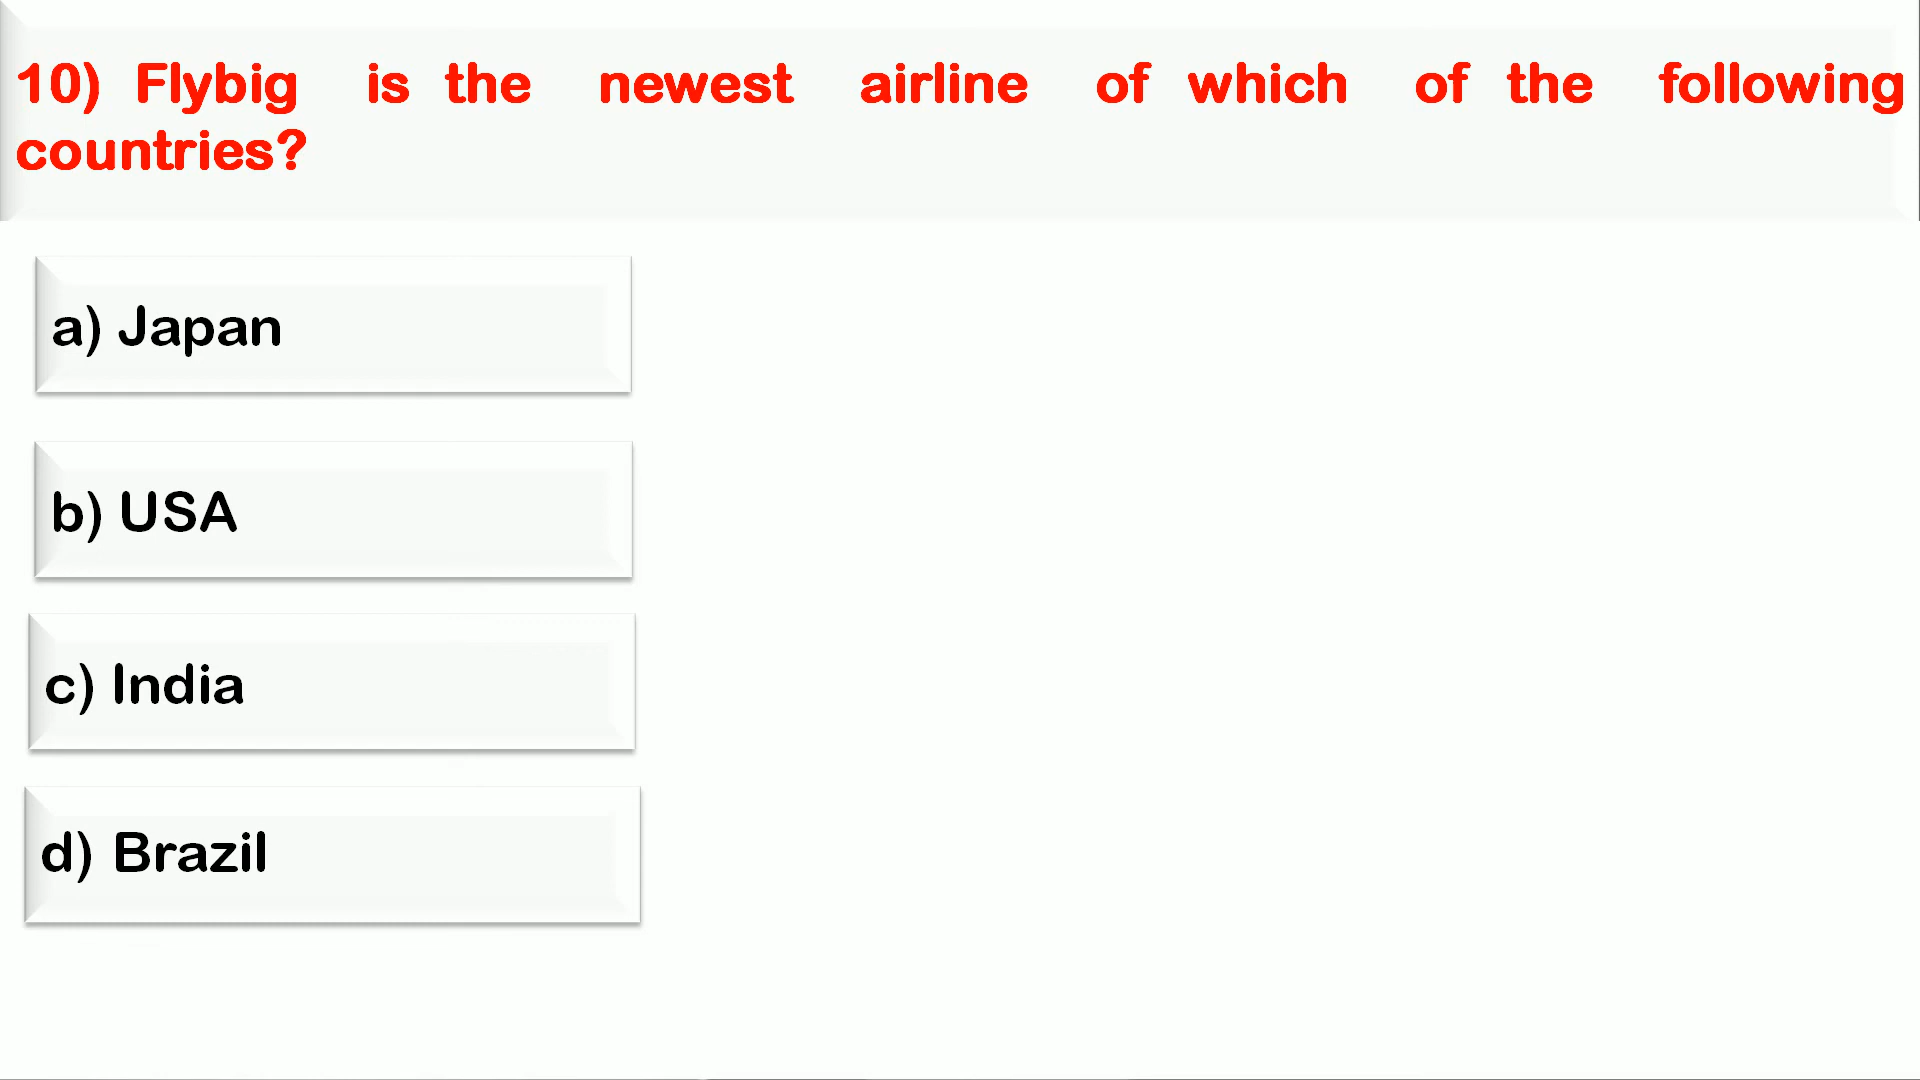 10) Flybig is the newest airline of which of the following
countries?
a) Japan
b) USA
c) India
d) Brazil